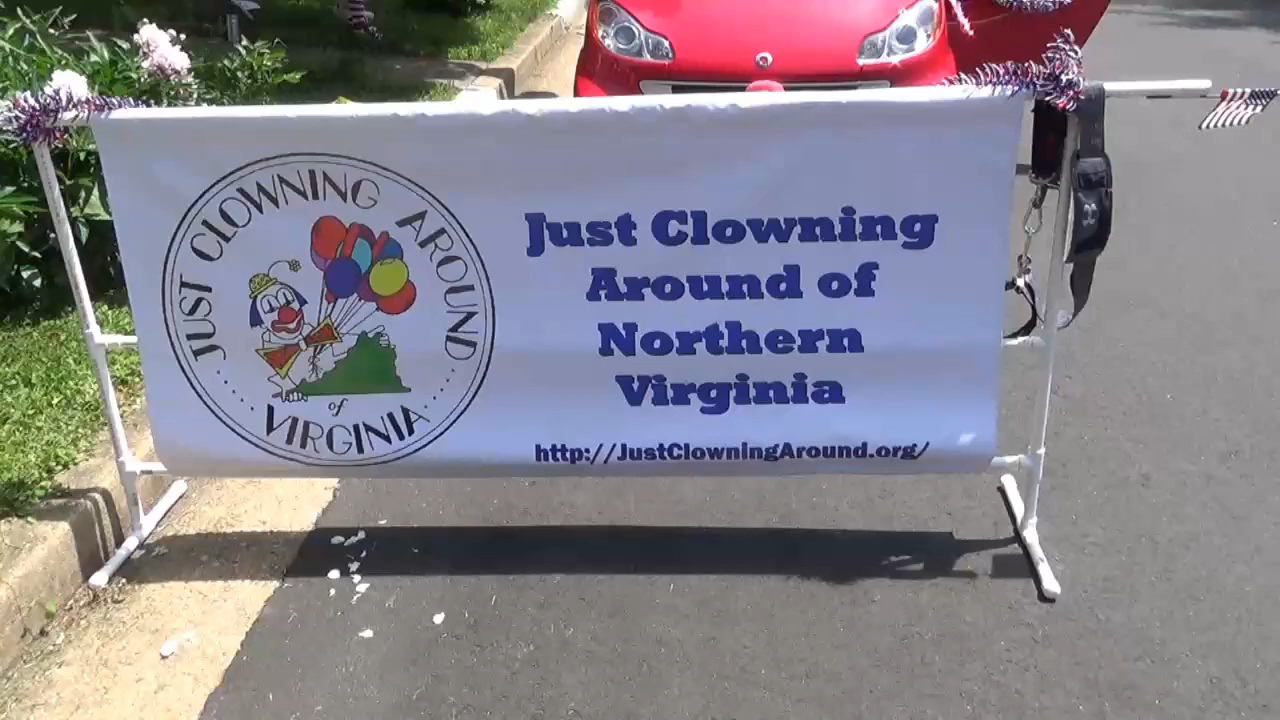 JUST CLOWNING AROUND
of
VIRGINIA
Just Clowning
Around of
Northern
Virginia
http://JustClowningAround.org/